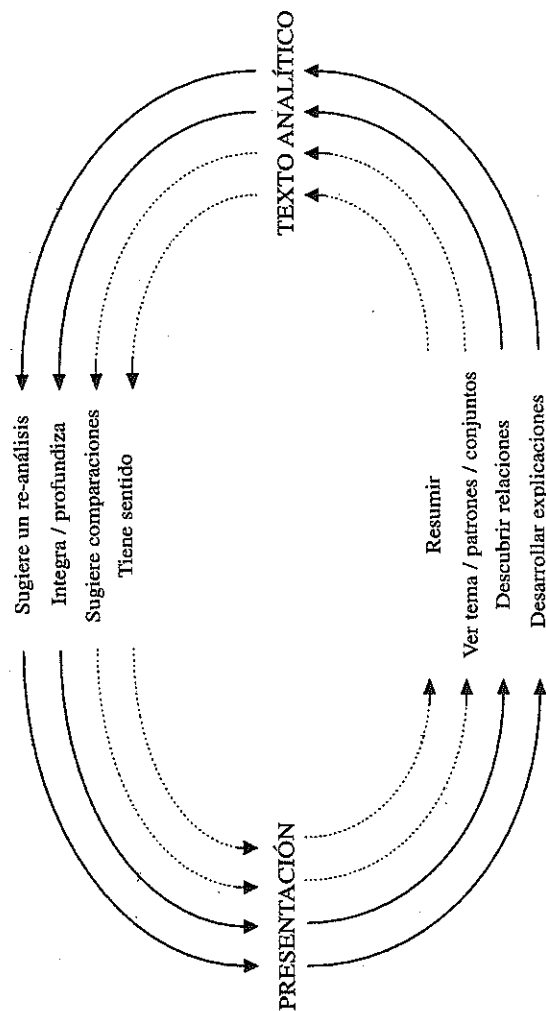 Sugiere un re-análisis
Integra / profundiza
Sugiere comparaciones
Tiene sentido
PRESENTACIÓN
TEXTO ANALÍTICO
Resumir
Ver tema / patrones / conjuntos
Descubrir relaciones
Desarrollar explicaciones